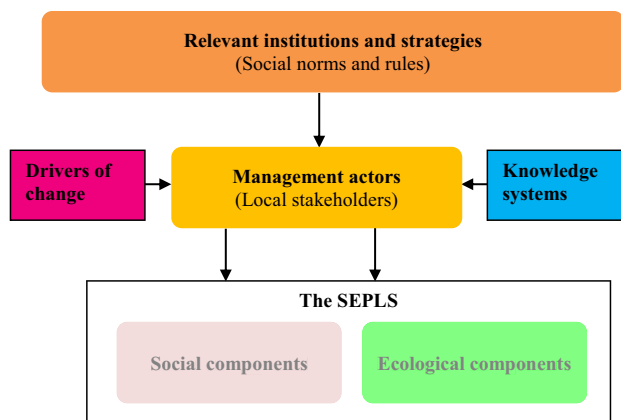 Relevant institutions and strategies
(Social norms and rules)
Drivers of
change
Management actors
(Local stakeholders)
Knowledge
systems
The SEPLS
Social components
Ecological components